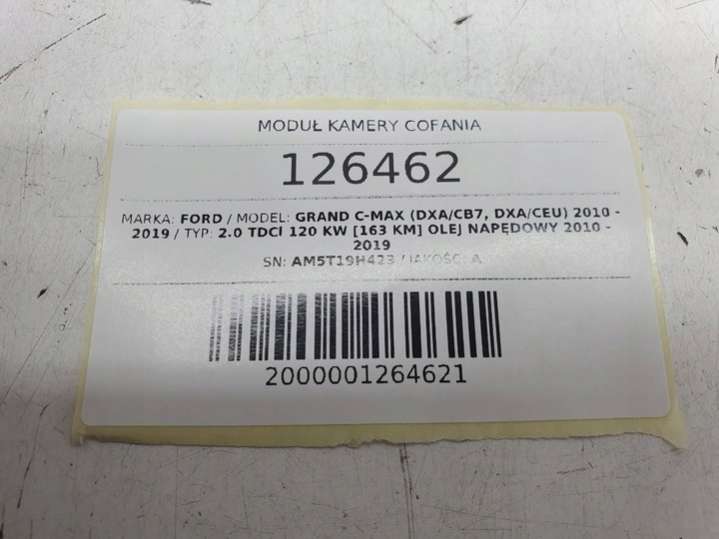 MODUŁ KAMERY COFANIA
126462
MARKA: FORD / MODEL: GRAND C-MAX (DXA/CB7, DXA/CEU) 2010 -
2019 / TYP: 2.0 TDCI 120 KW [163 KM] OLEJ NAPĘDOWY 2010 -
2019
SN: AM5T19H423 / JAKOŚĆ: A
2000001264621